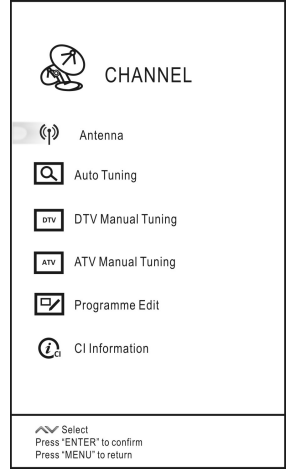 CHANNEL
Antenna
Auto Tuning
DTV DTV Manual Tuning
ATV ATV Manual Tuning
Programme Edit
i CI CI Information
Select
Press “ENTER” to confirm
Press “MENU” to return